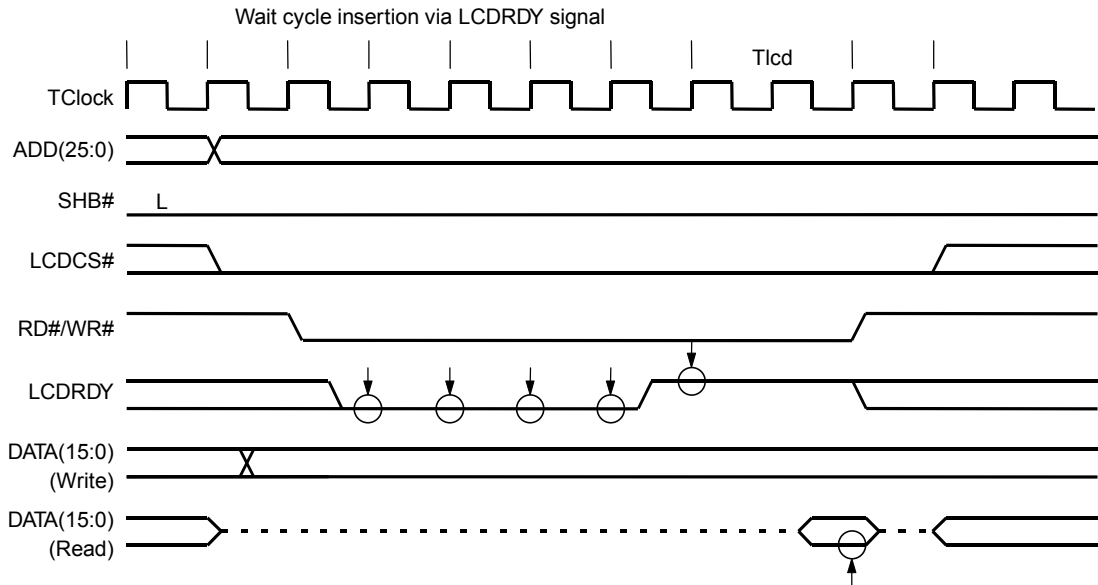 Wait cycle insertion via LCDRDY signal
Tlcd
TClock
ADD(25:0)
SHB#
L
LCDCS#
RD#/WR#
LCDRDY
DATA(15:0)
(Write)
DATA(15:0)
(Read)